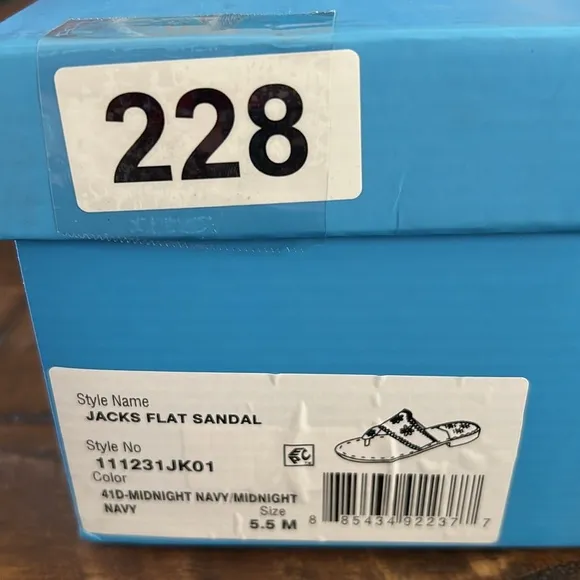 228
Style Name
JACKS FLAT SANDAL
Style No
111231JK01
Color
41D-MIDNIGHT NAVY/MIDNIGHT
NAVY
Size
5.5 M
8 85434 92237 7